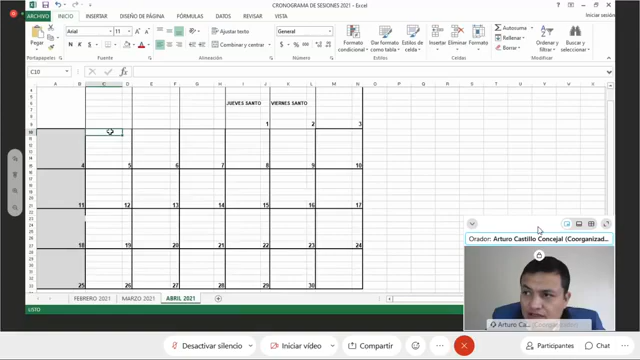 CRONOGRAMA DE SESIONES 2021 - Excel
Iniciar sesión
ARCHIVO INICIO INSERTAR DISEÑO DE PÁGINA FÓRMULAS DATOS REVISAR VISTA
Pegar
Arial 11
N K S
Ajustar texto
Combinar y centrar
General
Formato condicional
Dar formato como tabla
Estilos de celda
Insertar
Eliminar
Formato
Autosuma
Rellenar
Borrar
Ordenar y filtrar
Buscar y seleccionar
Portapapeles Fuente Alineación Número Estilos Celdas Modificar
C10
A B C D E F G H I J K L M N O P Q R S T U V W X
JUEVES SANTO VIERNES SANTO
1 2 3
4 5 6 7 8 9 10
11 12 13 14 15 16 17
17 18 19 20 21 22 23 24
25 26 27 28 29 30
FEBRERO 2021 MARZO 2021 ABRIL 2021
LISTO
Orador: Arturo Castillo Concejal (Coorganizad...
Arturo Ca...
Desactivar silencio
Iniciar vídeo
Compartir
Participantes
Chat